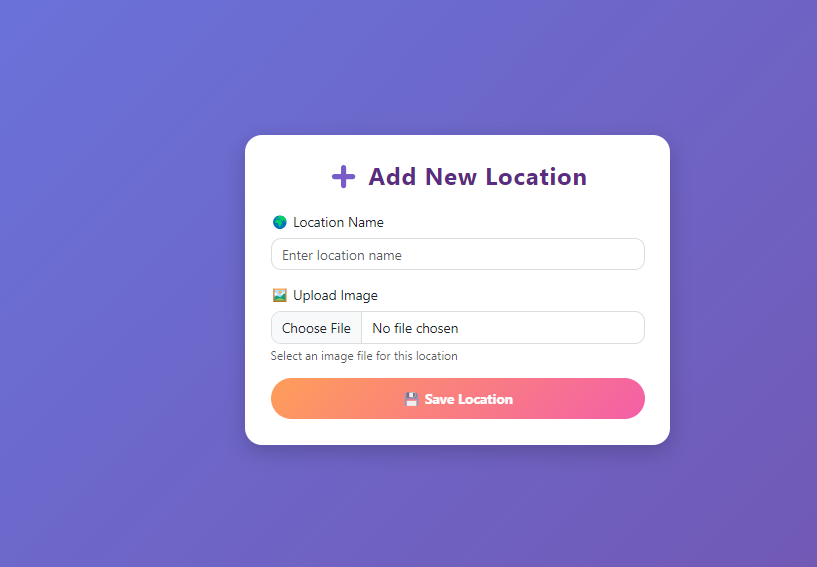 Add New Location
Location Name
Enter location name
Upload Image
Choose File No file chosen
Select an image file for this location
Save Location